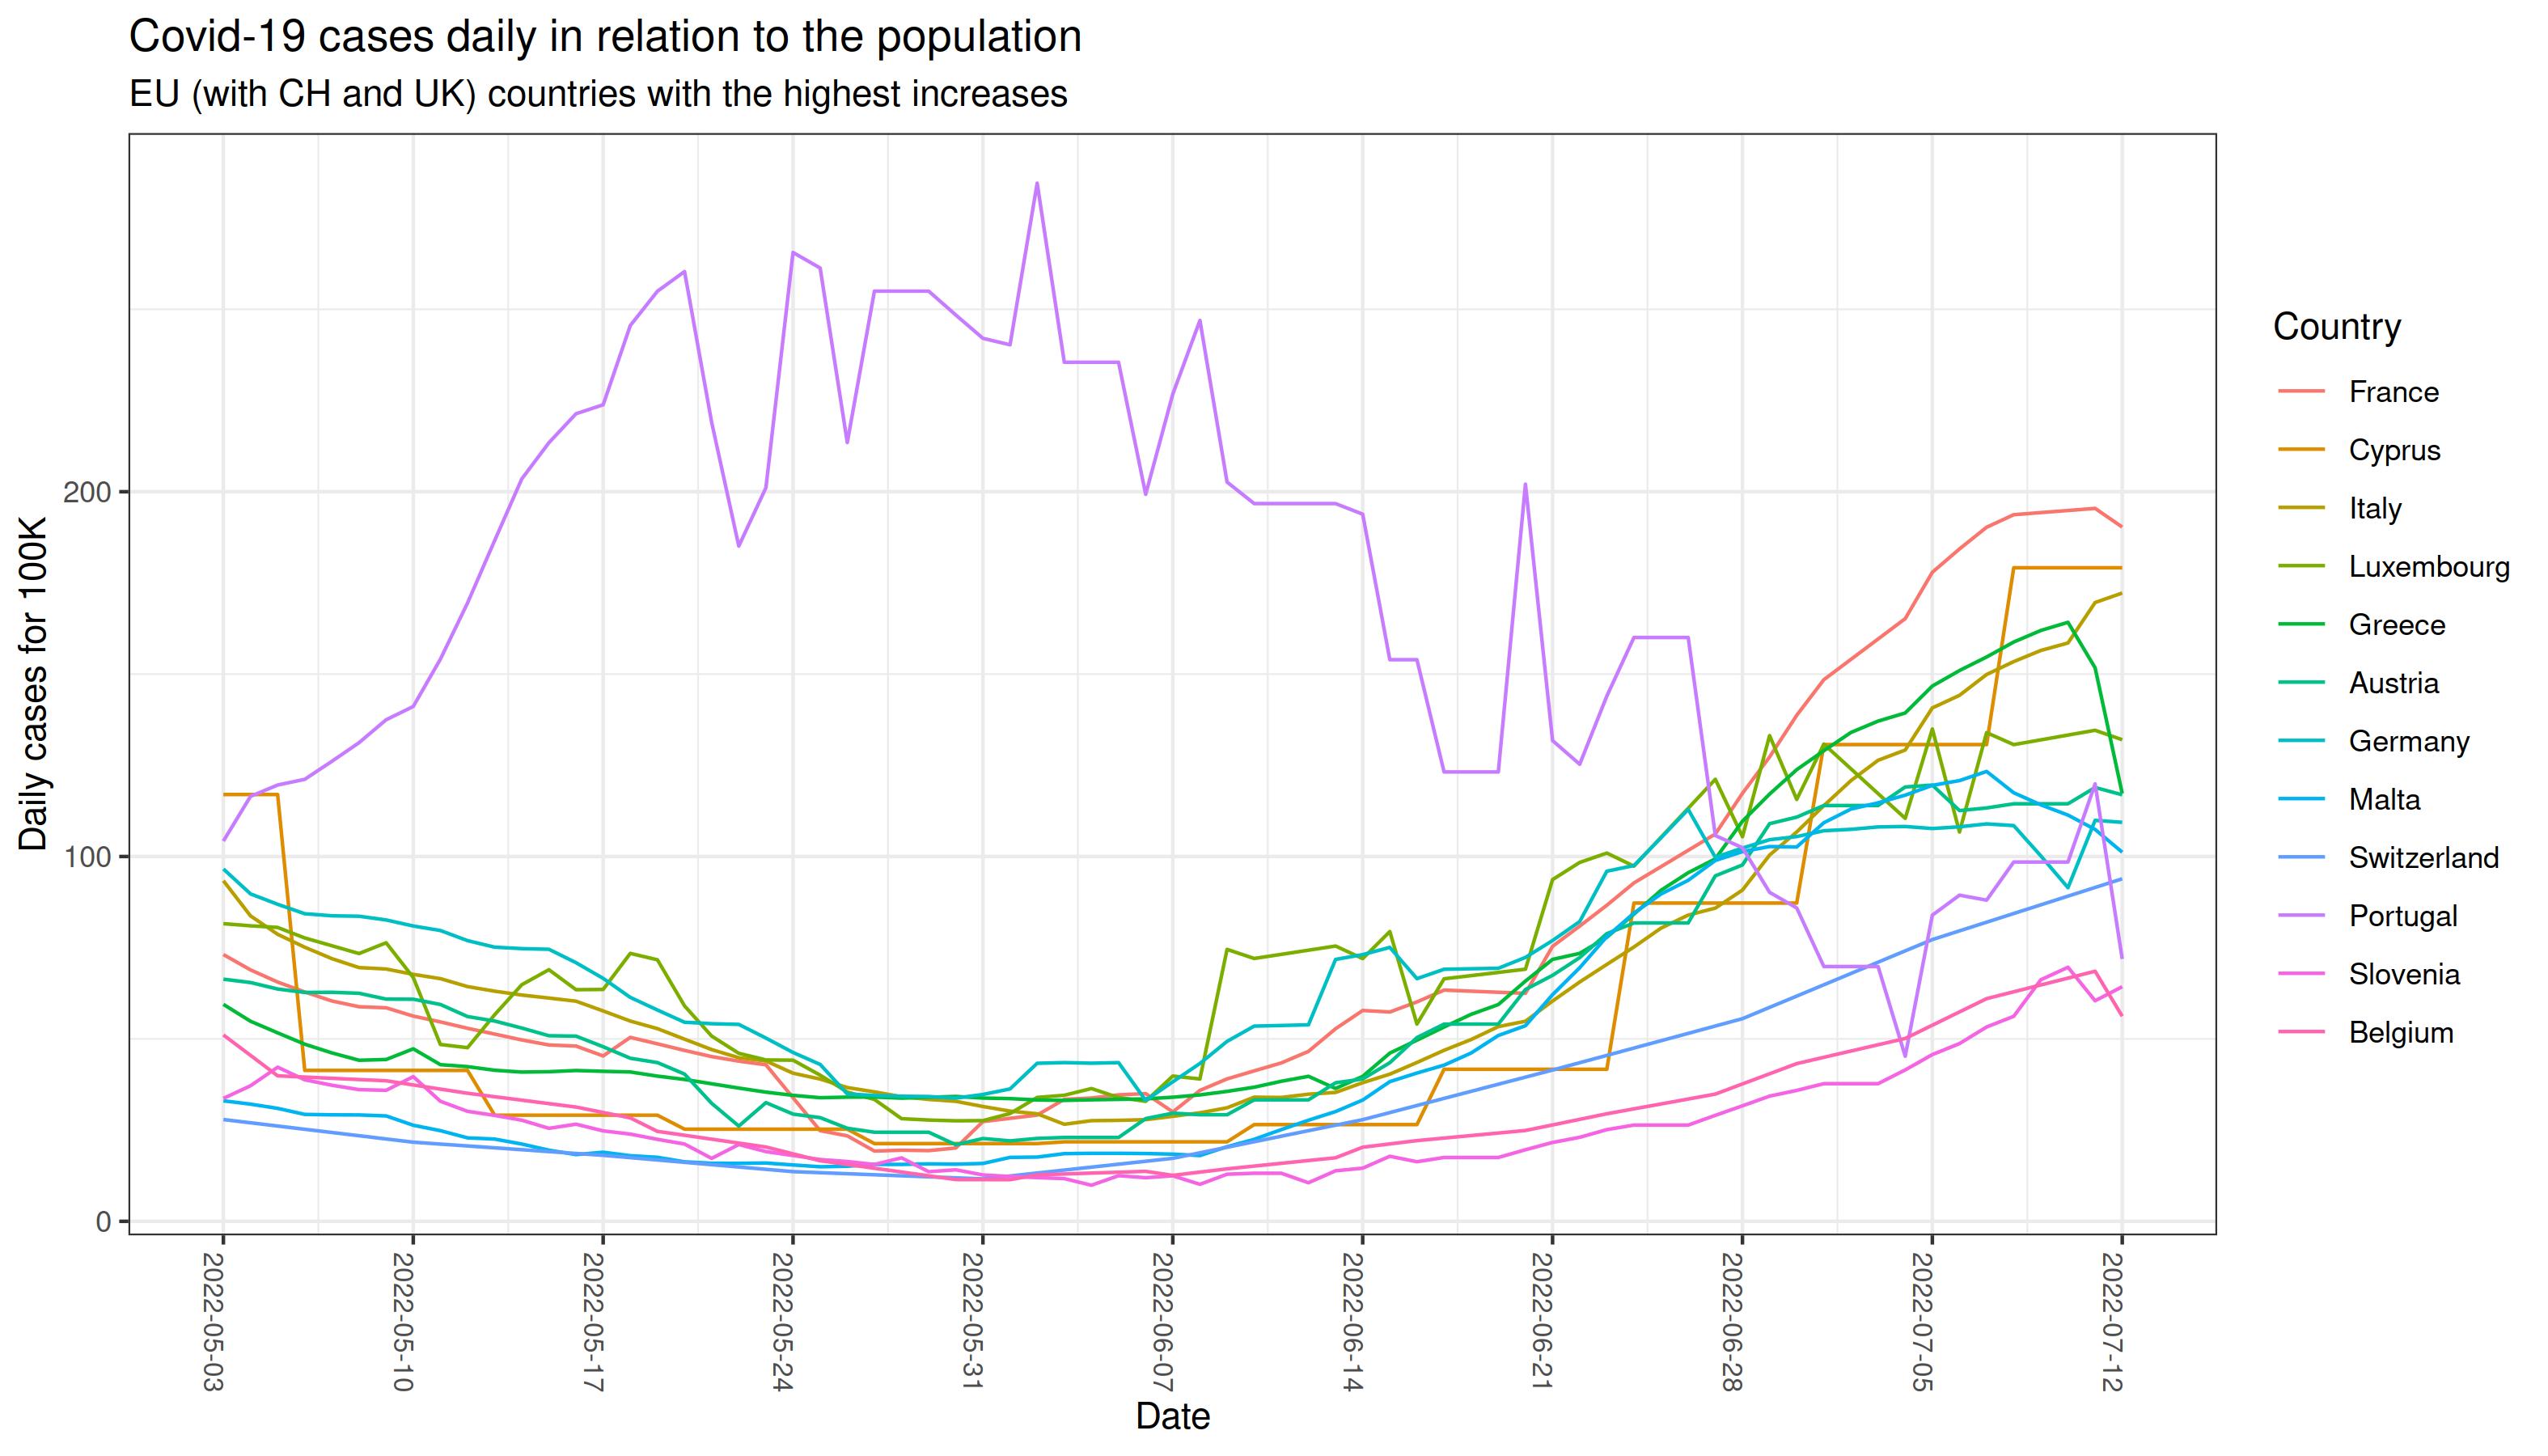 Covid-19 cases daily in relation to the population
EU (with CH and UK) countries with the highest increases
Daily cases for 100K
200
100
0
2022-05-03
2022-05-10
2022-05-17
2022-05-24
2022-05-31
2022-06-07
2022-06-14
2022-06-21
2022-06-28
2022-07-05
2022-07-12
Date
Country
France
Cyprus
Italy
Luxembourg
Greece
Austria
Germany
Malta
Switzerland
Portugal
Slovenia
Belgium